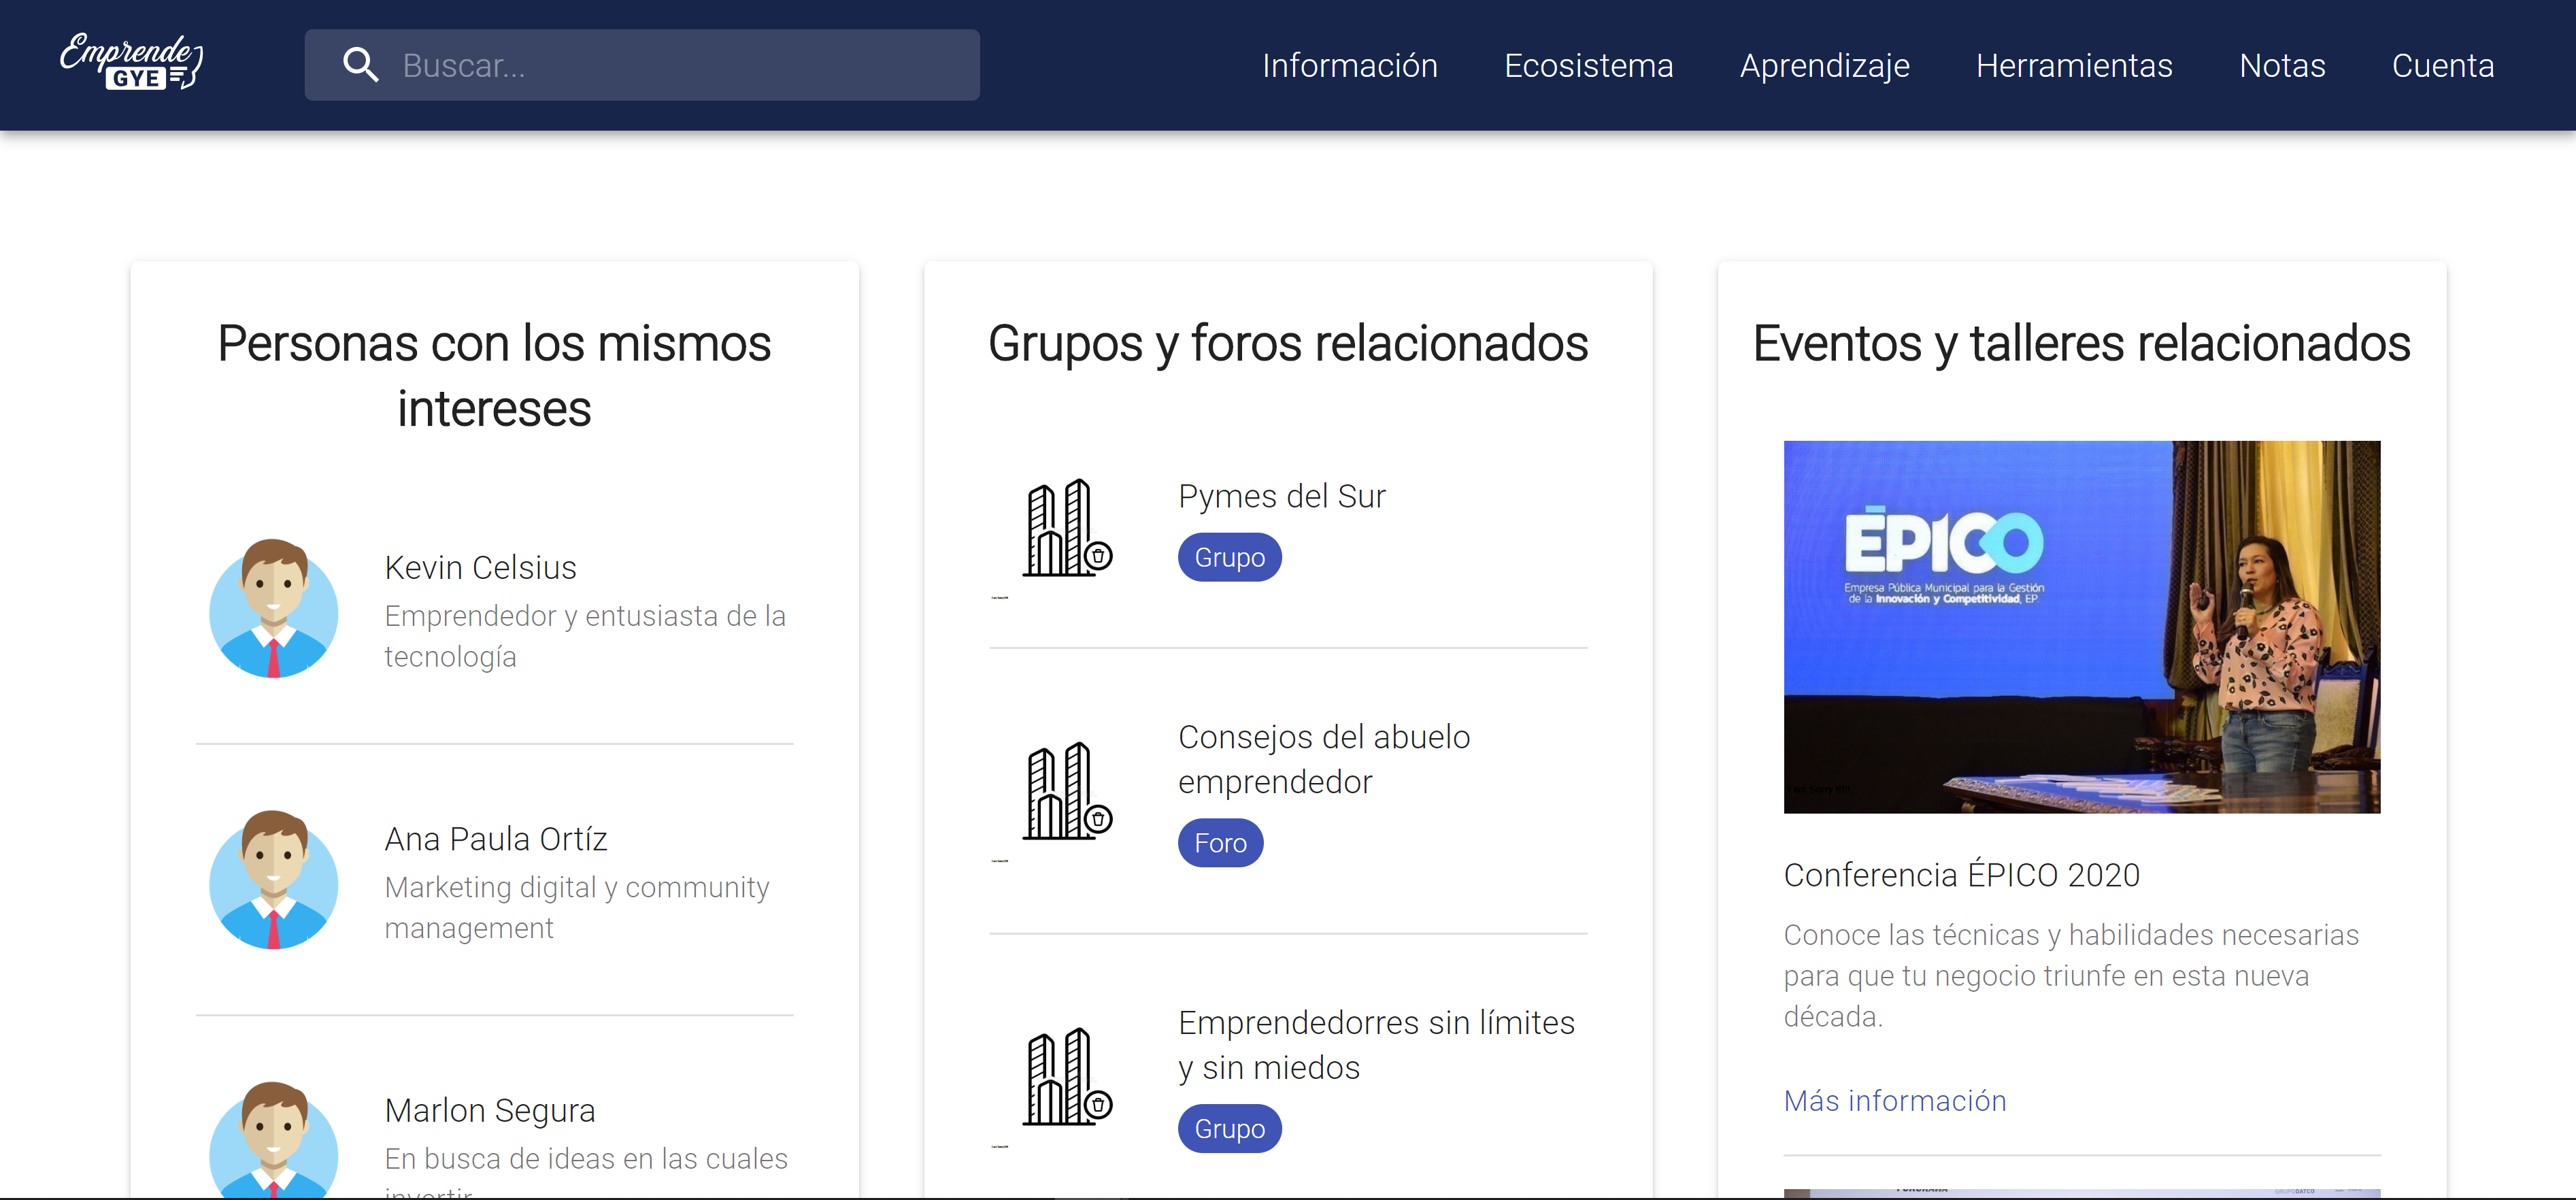 Emprende
GYE
Buscar...
Información
Ecosistema
Aprendizaje
Herramientas
Notas
Cuenta
Personas con los mismos
intereses
Kevin Celsius
Emprendedor y entusiasta de la
tecnología
Ana Paula Ortíz
Marketing digital y community
management
Marlon Segura
En busca de ideas en las cuales
invertir
Grupos y foros relacionados
Pymes del Sur
Grupo
Consejos del abuelo
emprendedor
Foro
Emprendedorres sin límites
y sin miedos
Grupo
Eventos y talleres relacionados
ÉPICO
Empresa Pública Municipal para la Gestión
de la Innovación y Competitividad, EP.
Conferencia ÉPICO 2020
Conoce las técnicas y habilidades necesarias
para que tu negocio triunfe en esta nueva
década.
Más información